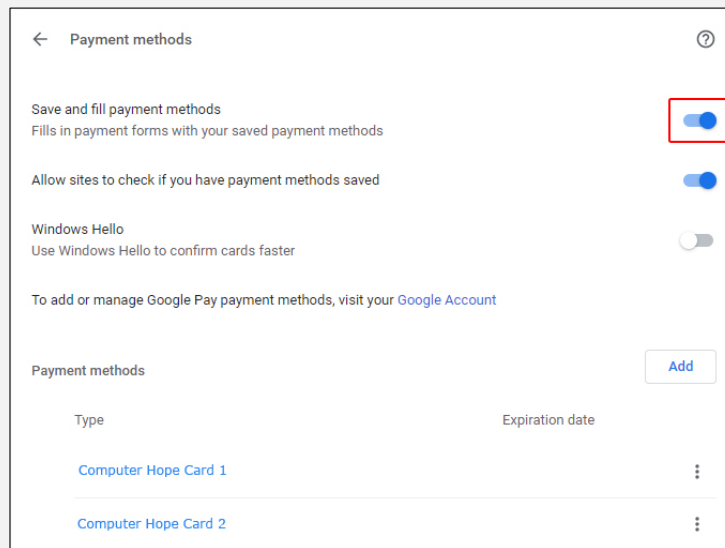 Payment methods
Save and fill payment methods
Fills in payment forms with your saved payment methods
Allow sites to check if you have payment methods saved
Windows Hello
Use Windows Hello to confirm cards faster
To add or manage Google Pay payment methods, visit your Google Account
Payment methods Add
Type Expiration date
Computer Hope Card 1
Computer Hope Card 2